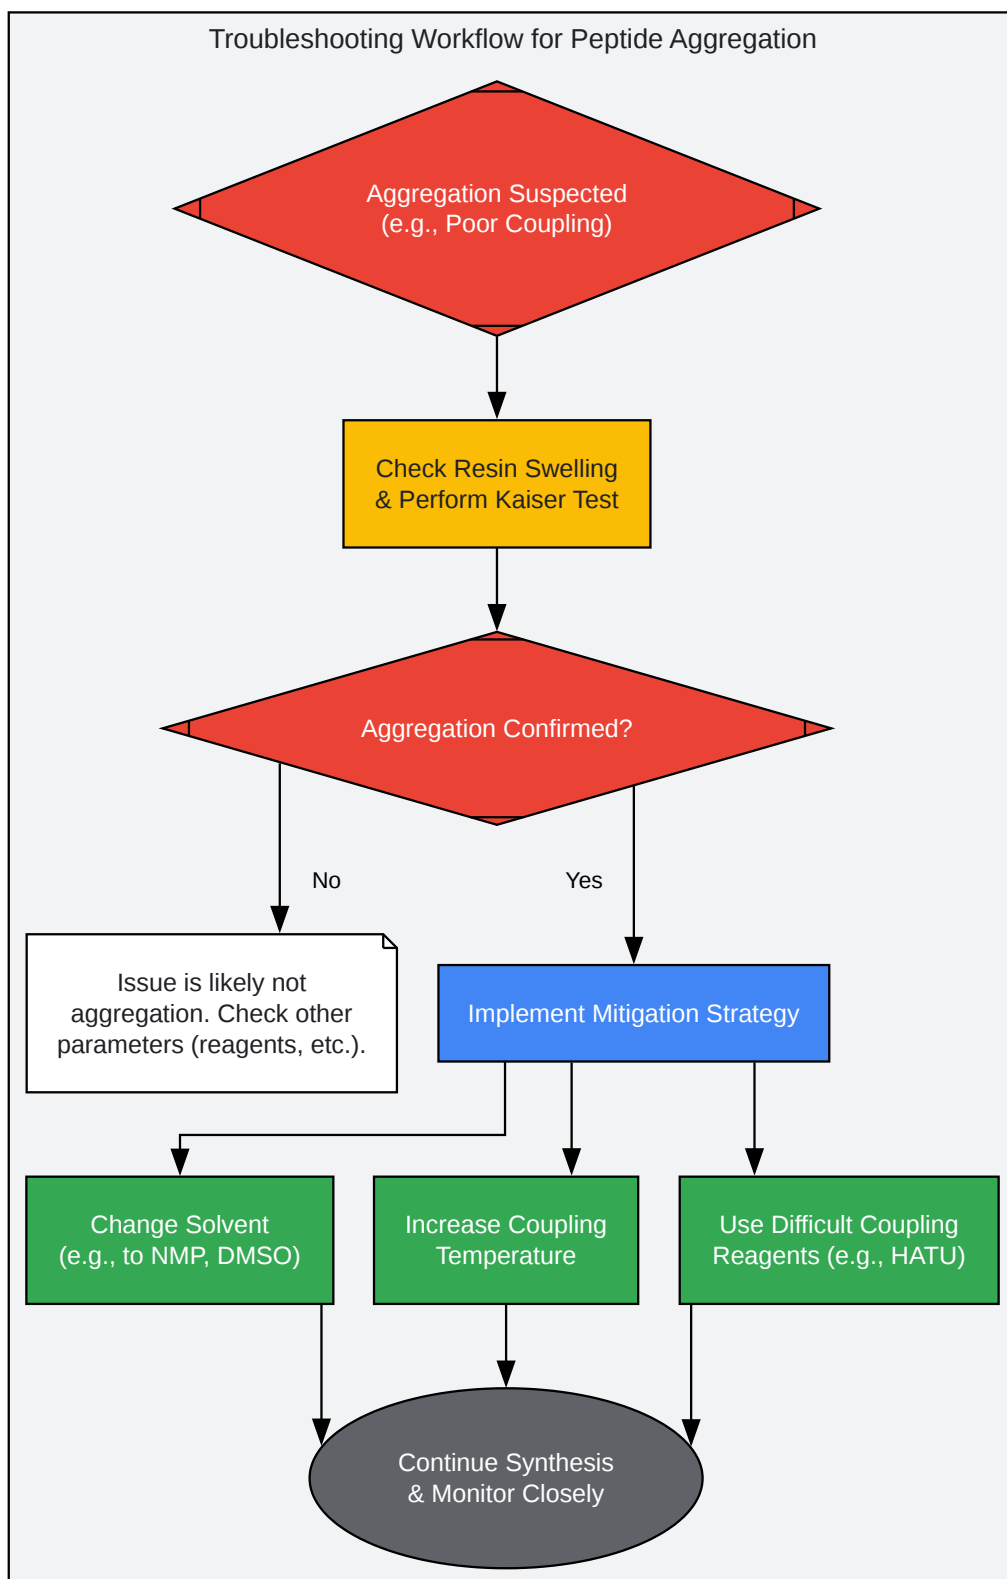 Troubleshooting Workflow for Peptide Aggregation
Aggregation Suspected
(e.g., Poor Coupling)
Check Resin Swelling
& Perform Kaiser Test
Aggregation Confirmed?
No
Yes
Issue is likely not
aggregation. Check other
parameters (reagents, etc.).
Implement Mitigation Strategy
Change Solvent
(e.g., to NMP, DMSO)
Increase Coupling
Temperature
Use Difficult Coupling
Reagents (e.g., HATU)
Continue Synthesis
& Monitor Closely